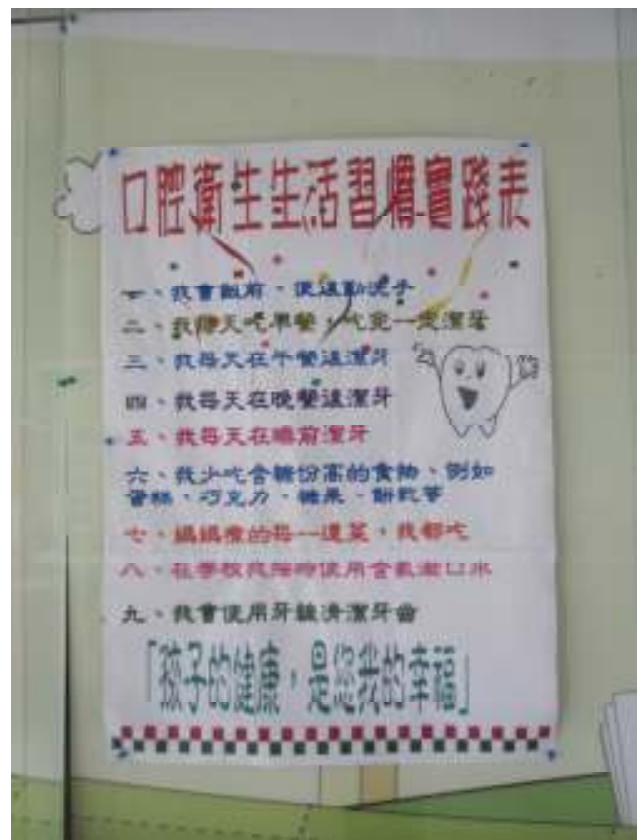 口腔衛生生活習慣實踐表
一、我會飯前、便後勤洗手
二、我每天吃早餐,吃完一定潔牙
三、我每天在午餐後潔牙
四、我每天在晚餐後潔牙
五、我每天在睡前潔牙
六、我少吃含糖份高的食物、例如
蛋糕、巧克力、糖果、餅乾等
七、媽媽煮的每一道菜,我都吃
八、在學校我按時使用含氟漱口水
九、我會使用牙線清潔牙齒
「孩子的健康,是您我的幸福」